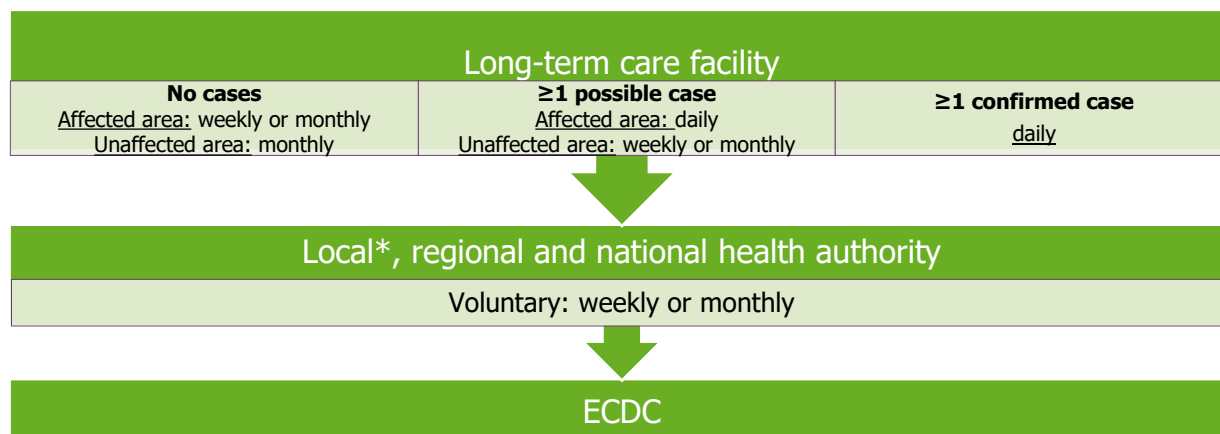 Long-term care facility
No cases
Affected area: weekly or monthly
Unaffected area: monthly
≥1 possible case
Affected area: daily
Unaffected area: weekly or monthly
≥1 confirmed case
daily
Local*, regional and national health authority
Voluntary: weekly or monthly
ECDC